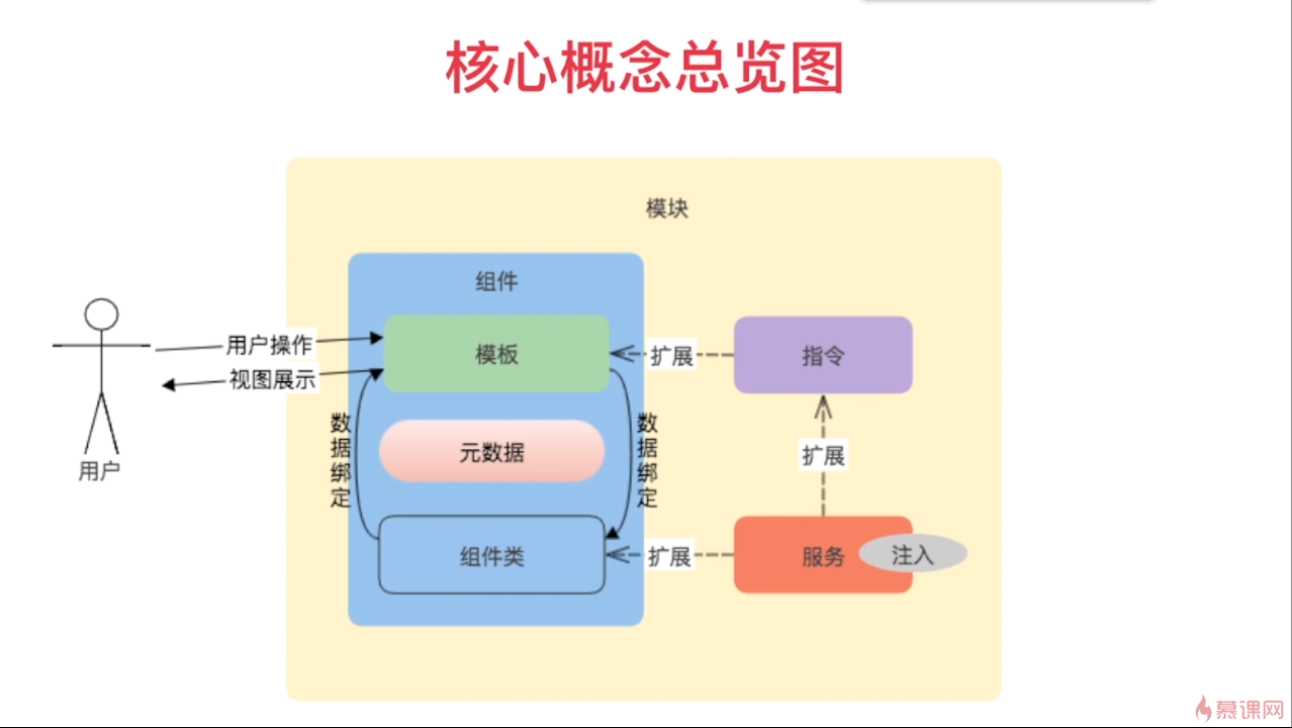 核心概念总览图
模块
组件
用户操作
模板
扩展
指令
视图展示
数据绑定
数据绑定
元数据
扩展
用户
组件类
扩展
服务
注入
慕课网